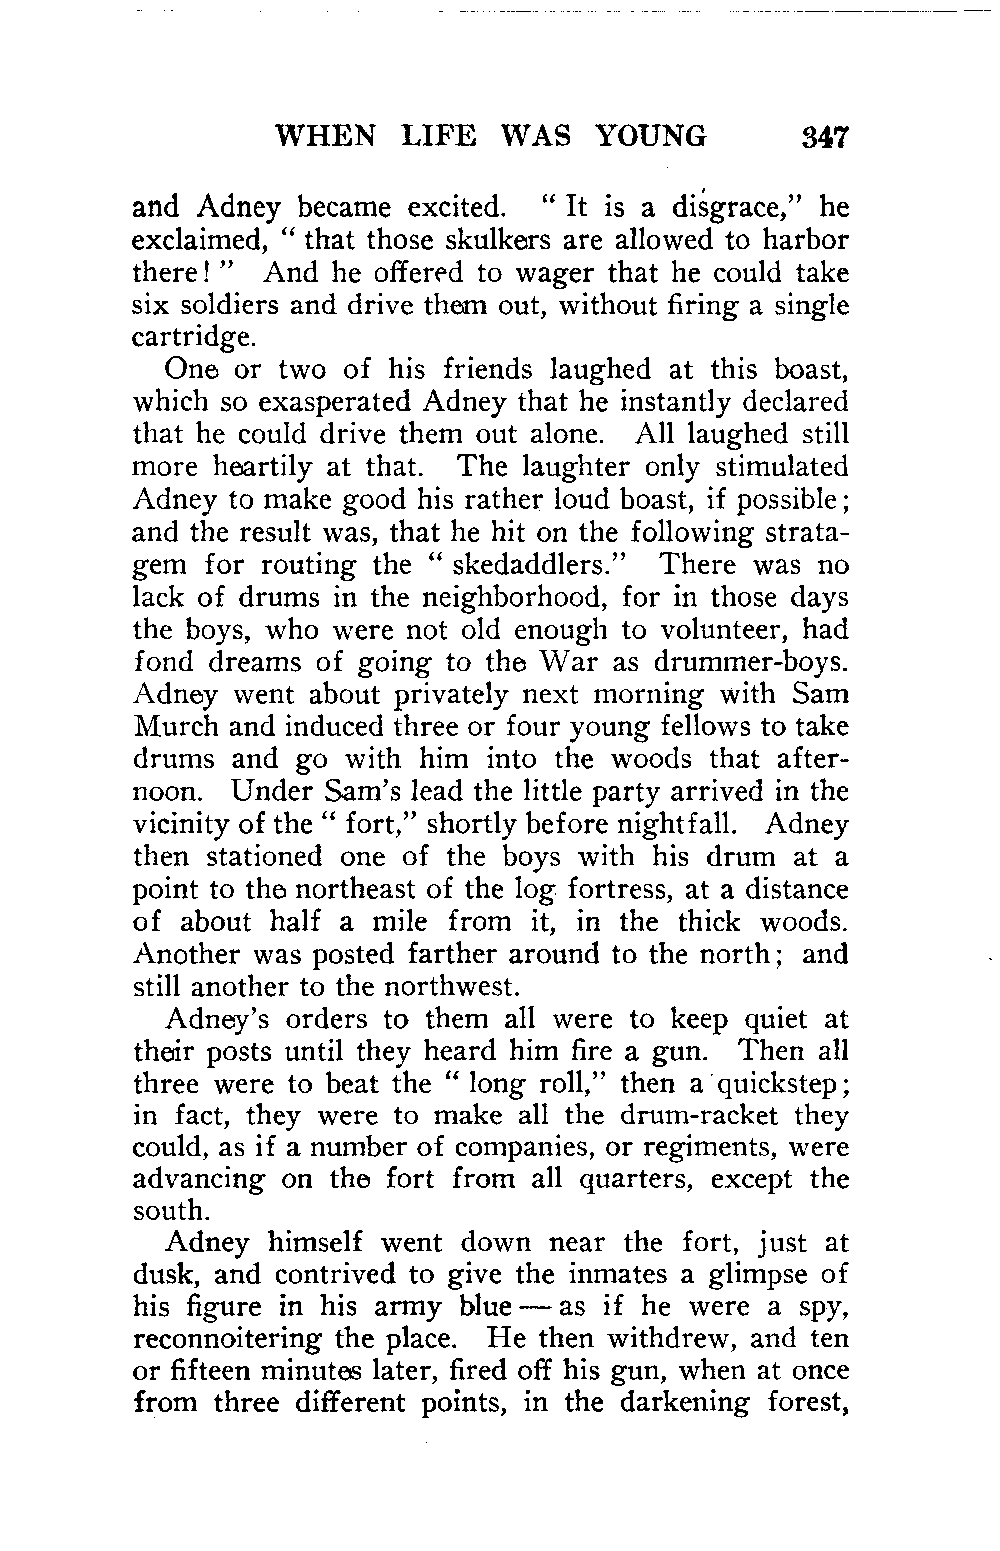 WHEN LIFE WAS YOUNG 347
and Adney became excited. “ It is a disgrace,” he
exclaimed, “ that those skulkers are allowed to harbor
there! ” And he offered to wager that he could take
six soldiers and drive them out, without firing a single
cartridge.
One or two of his friends laughed at this boast,
which so exasperated Adney that he instantly declared
that he could drive them out alone. All laughed still
more heartily at that. The laughter only stimulated
Adney to make good his rather loud boast, if possible;
and the result was, that he hit on the following strata-
gem for routing the “ skedaddlers.” There was no
lack of drums in the neighborhood, for in those days
the boys, who were not old enough to volunteer, had
fond dreams of going to the War as drummer-boys.
Adney went about privately next morning with Sam
Murch and induced three or four young fellows to take
drums and go with him into the woods that after-
noon. Under Sam’s lead the little party arrived in the
vicinity of the “ fort,” shortly before nightfall. Adney
then stationed one of the boys with his drum at a
point to the northeast of the log fortress, at a distance
of about half a mile from it, in the thick woods.
Another was posted farther around to the north; and
still another to the northwest.
Adney’s orders to them all were to keep quiet at
their posts until they heard him fire a gun. Then all
three were to beat the “ long roll,” then a quickstep;
in fact, they were to make all the drum-racket they
could, as if a number of companies, or regiments, were
advancing on the fort from all quarters, except the
south.
Adney himself went down near the fort, just at
dusk, and contrived to give the inmates a glimpse of
his figure in his army blue — as if he were a spy,
reconnoitering the place. He then withdrew, and ten
or fifteen minutes later, fired off his gun, when at once
from three different points, in the darkening forest,